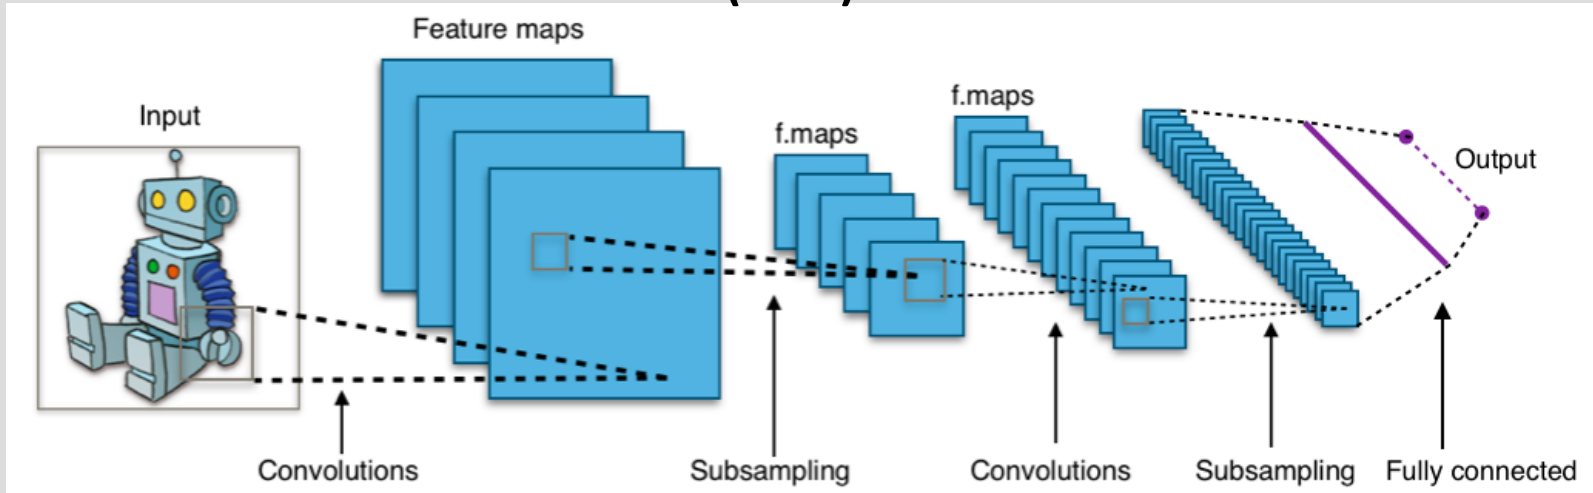 Feature maps
f.maps
f.maps
Input
Output
Convolutions
Subsampling
Convolutions
Subsampling
Fully connected